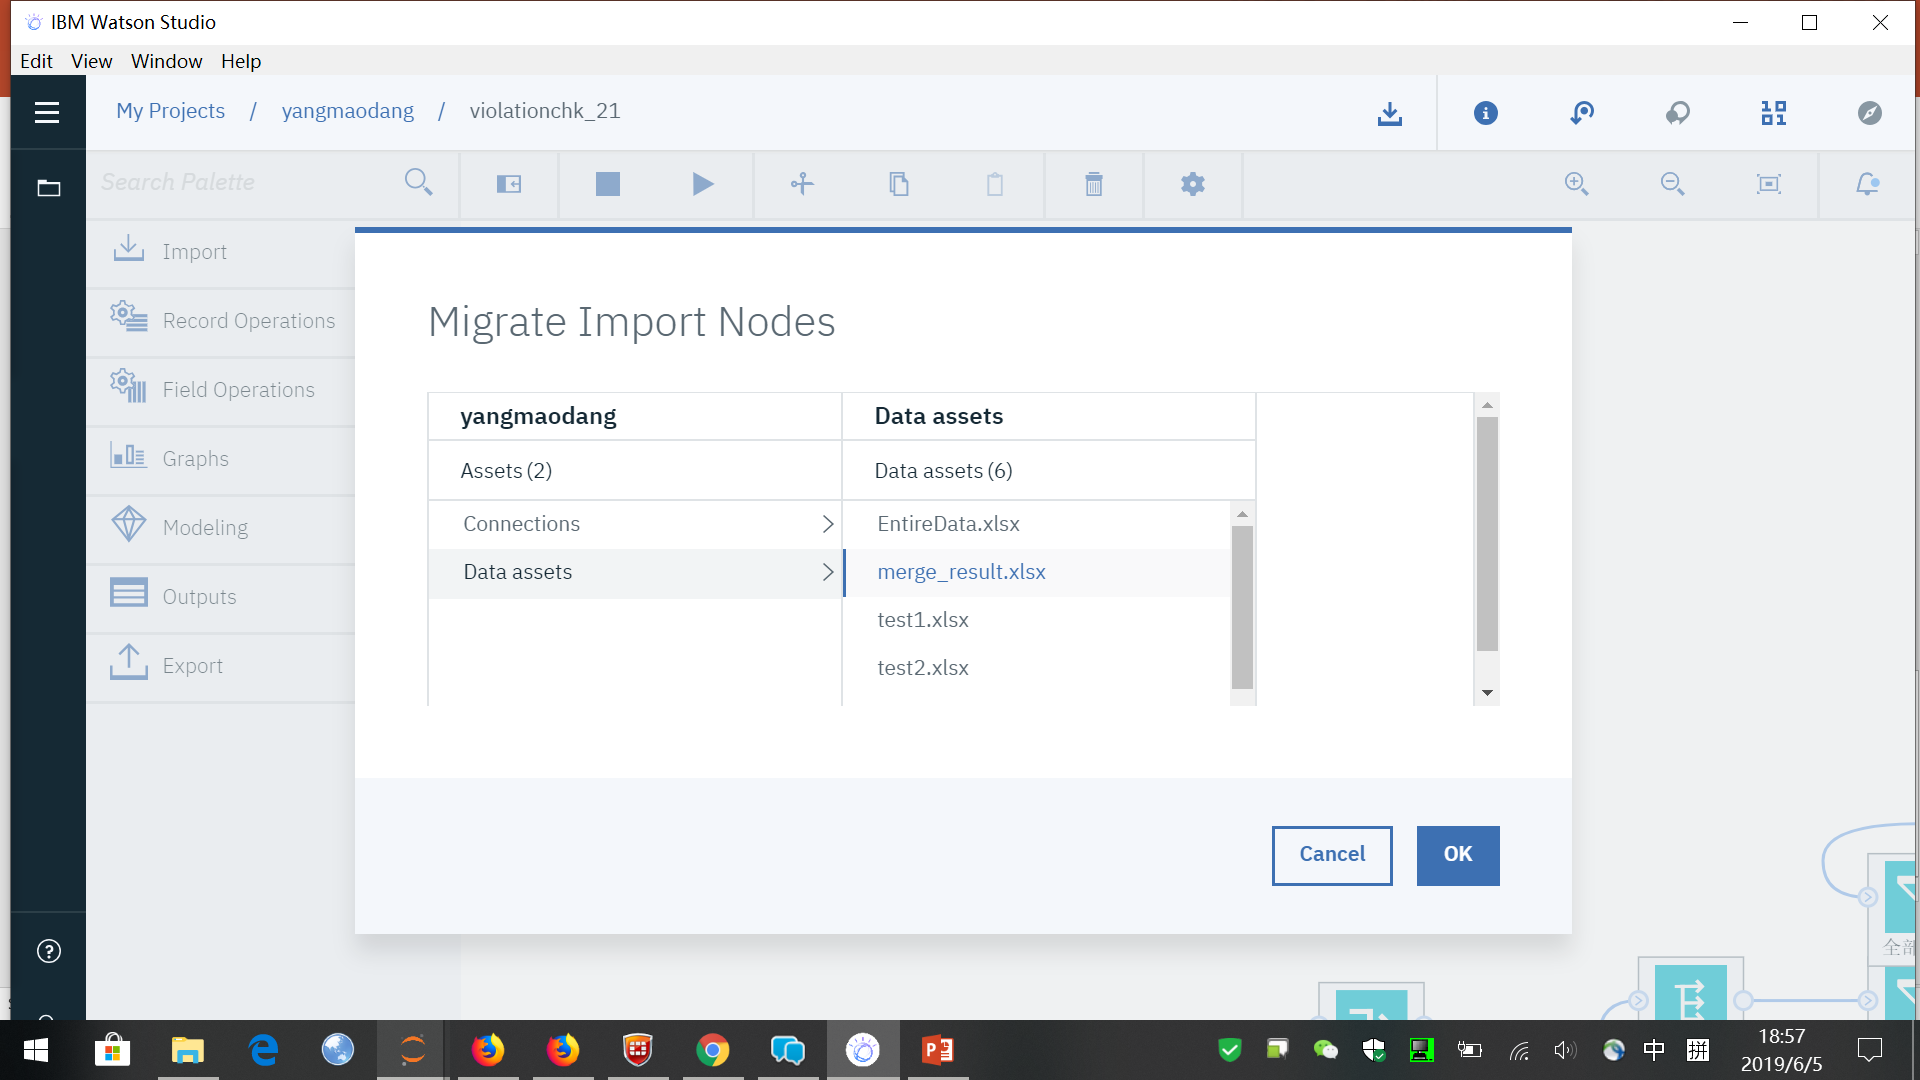 IBM Watson Studio
Edit View Window Help
My Projects / yangmaodang / violationchk_21
Search Palette
Import
Record Operations
Field Operations
Graphs
Modeling
Outputs
Export
Migrate Import Nodes
yangmaodang
Data assets
Assets (2)
Data assets (6)
Connections
EntireData.xlsx
Data assets
merge_result.xlsx
test1.xlsx
test2.xlsx
Cancel
OK
全部
中
拼
18:57
2019/6/5